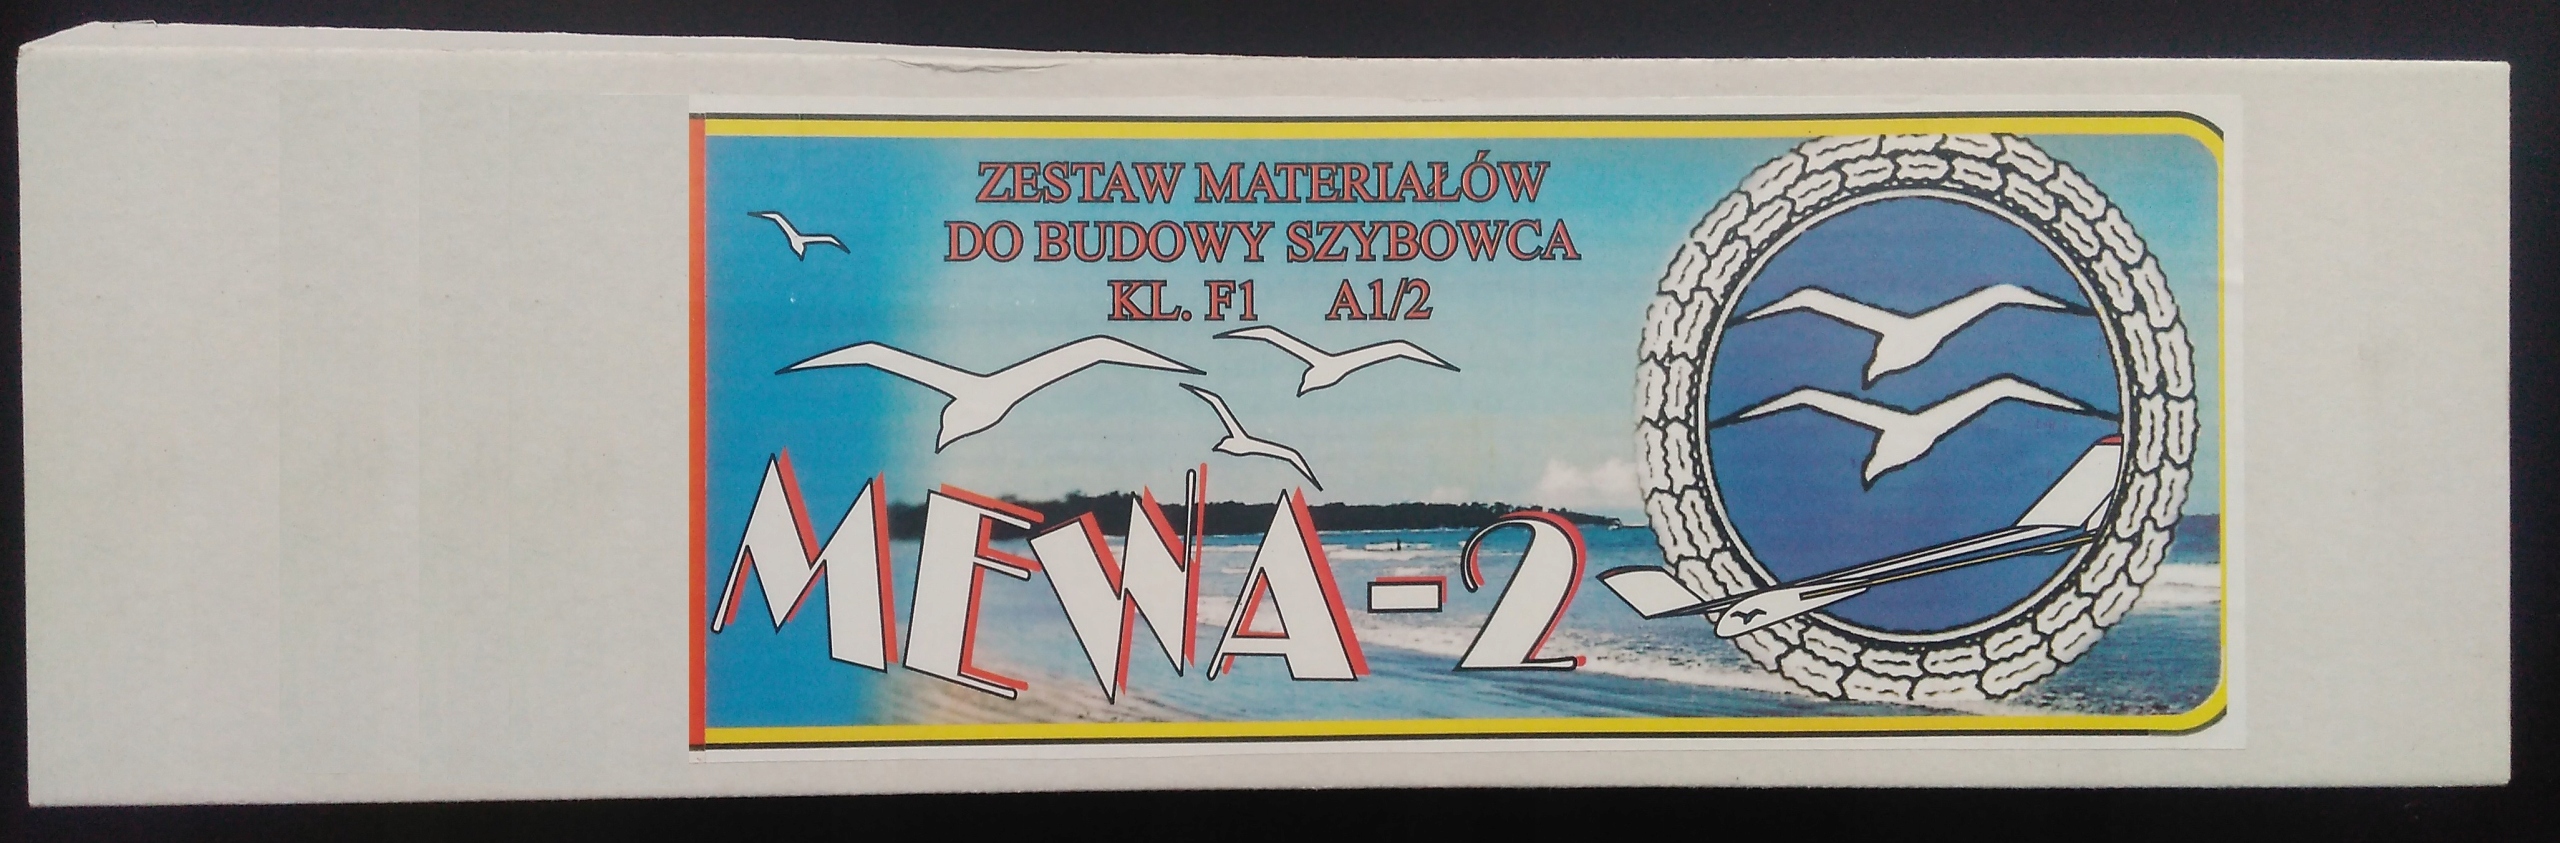 ZESTAW MATERIAŁÓW
DO BUDOWY SZYBOWCA
KL. F1 A1/2
MEWA-2